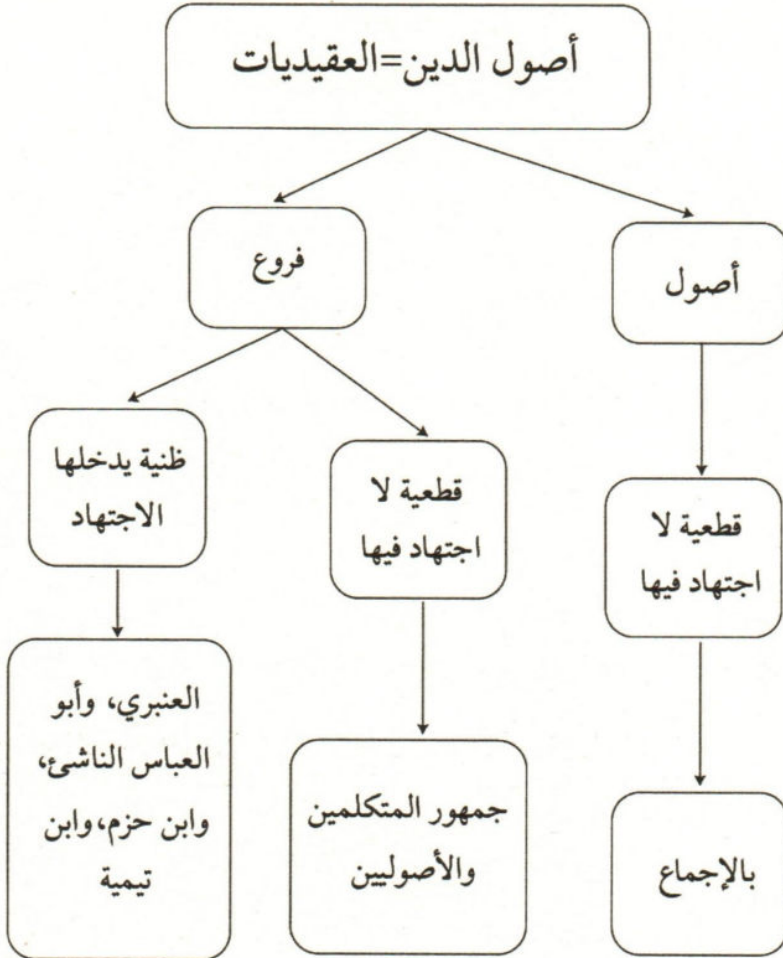 أصول الدين=العقيديات
أصول
فروع
قطعية لا
اجتهاد فيها
قطعية لا
اجتهاد فيها
ظنية يدخلها
الاجتهاد
بالإجماع
جمهور المتكلمين
والأصوليين
العنبري، وأبو
العباس الناشئ،
وابن حزم،وابن
تيمية